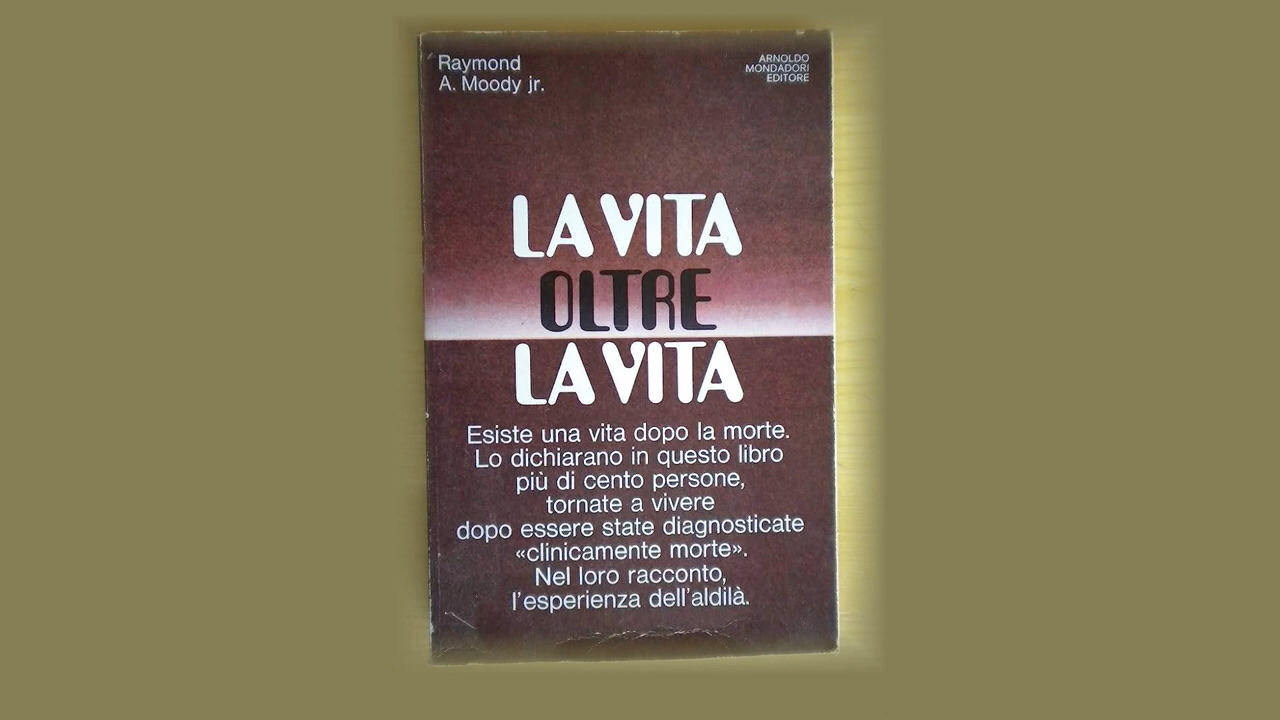 Raymond
A. Moody jr.
ARNOLDO
MONDADORI
EDITORE
LA VITA
OLTRE
LA VITA
Esiste una vita dopo la morte.
Lo dichiarano in questo libro
più di cento persone,
tornate a vivere
dopo essere state diagnosticate
«clinicamente morte».
Nel loro racconto,
l'esperienza dell'aldilà.